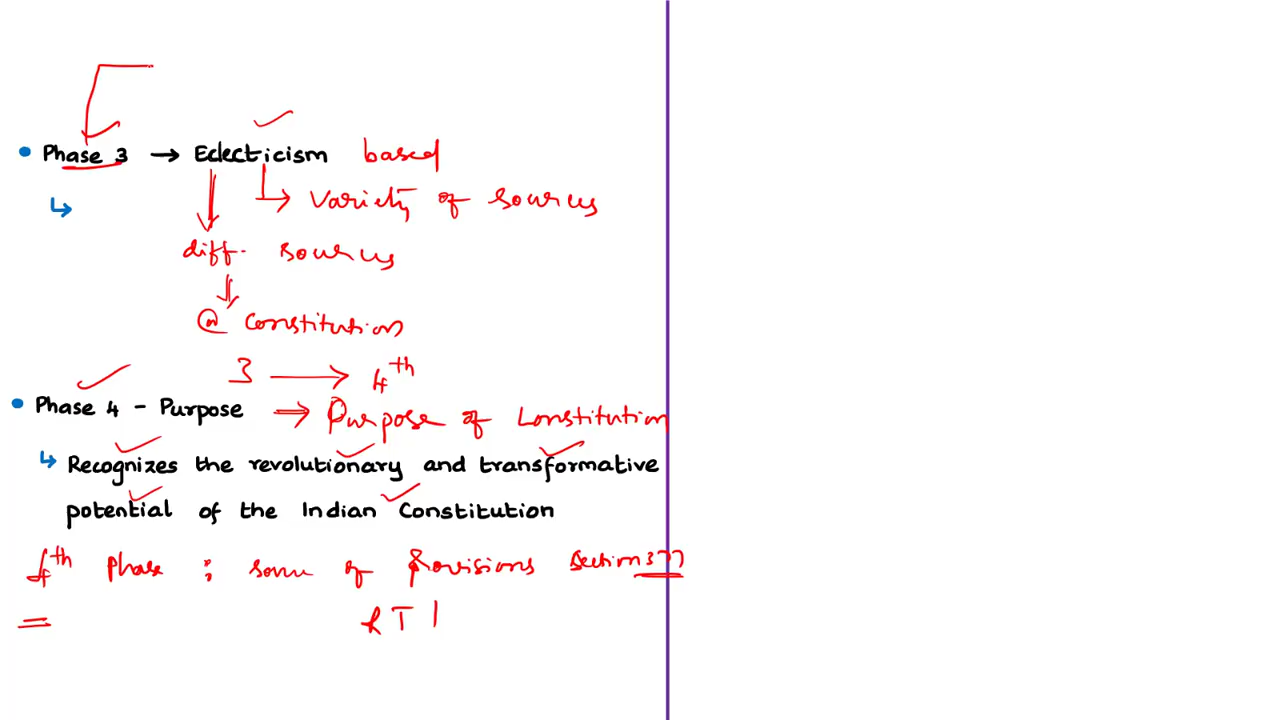 • Phase 3 → Eclecticism based
↳ → Variety of sources
diff. sources
@ Constitution
3 → 4th
• Phase 4 - Purpose ⇒ Purpose of Constitution
↳ Recognizes the revolutionary and transformative
potential of the Indian Constitution
4th Phase : some of Provisions Section 377
RTI